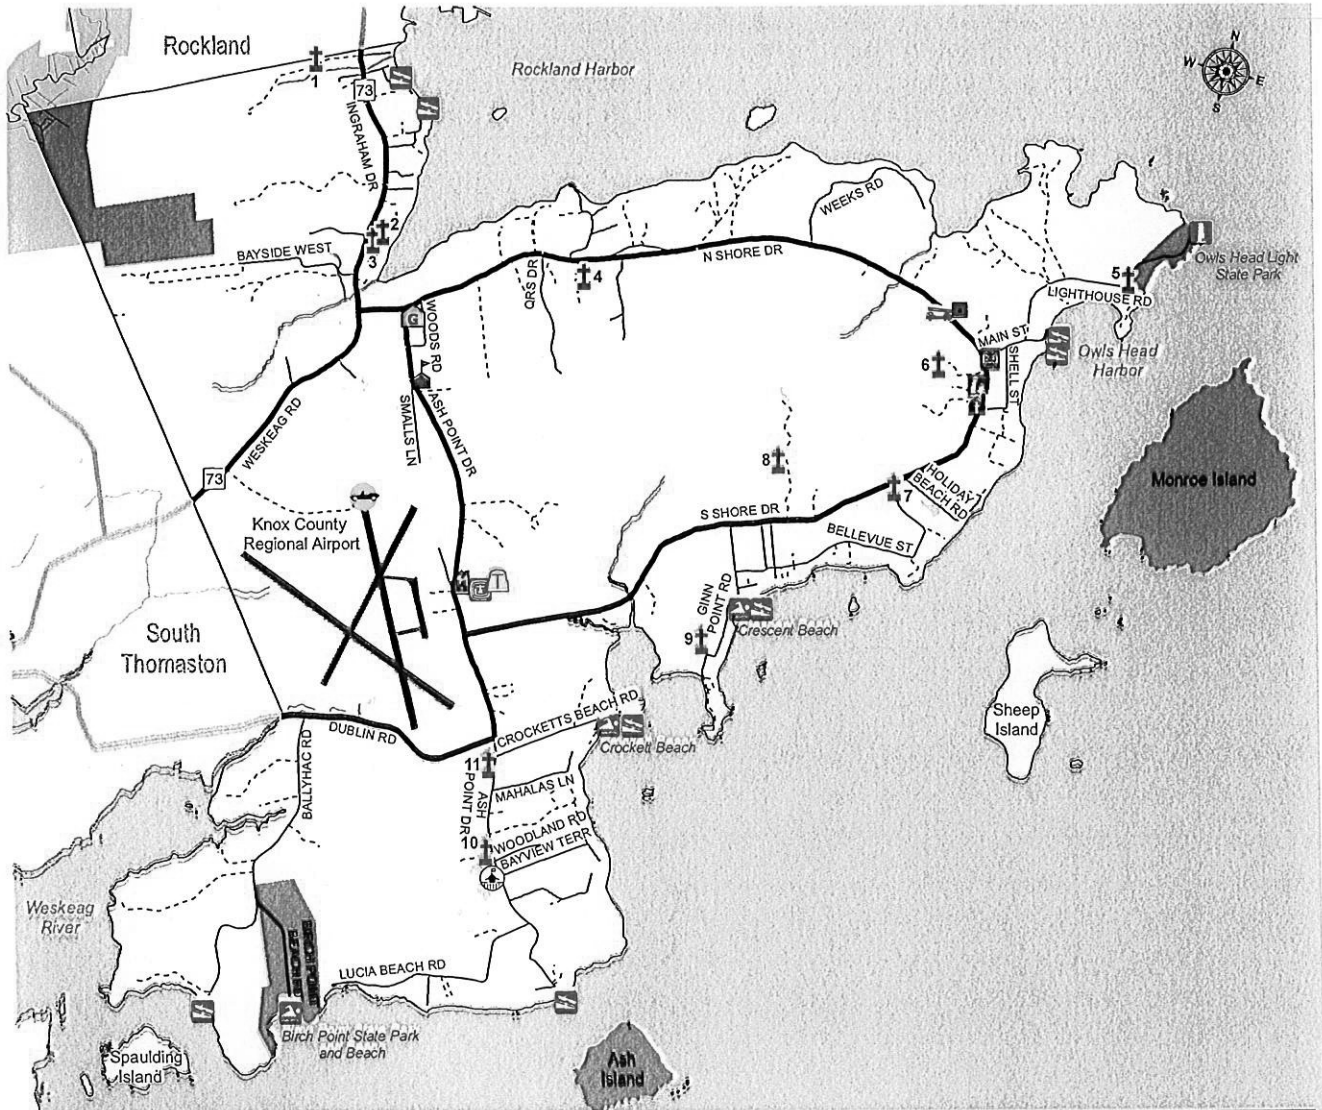 Rockland
Rockland Harbor
N
W
E
S
1
73
INGRAHAM DR
2
3
BAYSIDE WEST
WEEKS RD
N SHORE DR
4
QRS DR
5
Owls Head Light
State Park
LIGHTHOUSE RD
WOODS RD
G
MAIN ST
SHELL ST
Owls Head
Harbor
6
ASH POINT DR
SMALLS LN
WESKEAG RD
73
8
7
HOLIDAY
BEACH RD
Monroe Island
Knox County
Regional Airport
S SHORE DR
BELLEVUE ST
T
GINN
POINT RD
9
Crescent Beach
South
Thomaston
Sheep
Island
CROCKETTS BEACH RD
DUBLIN RD
Crockett Beach
BALLYHAC RD
11
MAHALAS LN
ASH
POINT DR
10
WOODLAND RD
BAYVIEW TERR
Weskeag
River
BIRCH POINT
BEACH RD
LUCIA BEACH RD
Birch Point State Park
and Beach
Spaulding
Island
Ash
Island